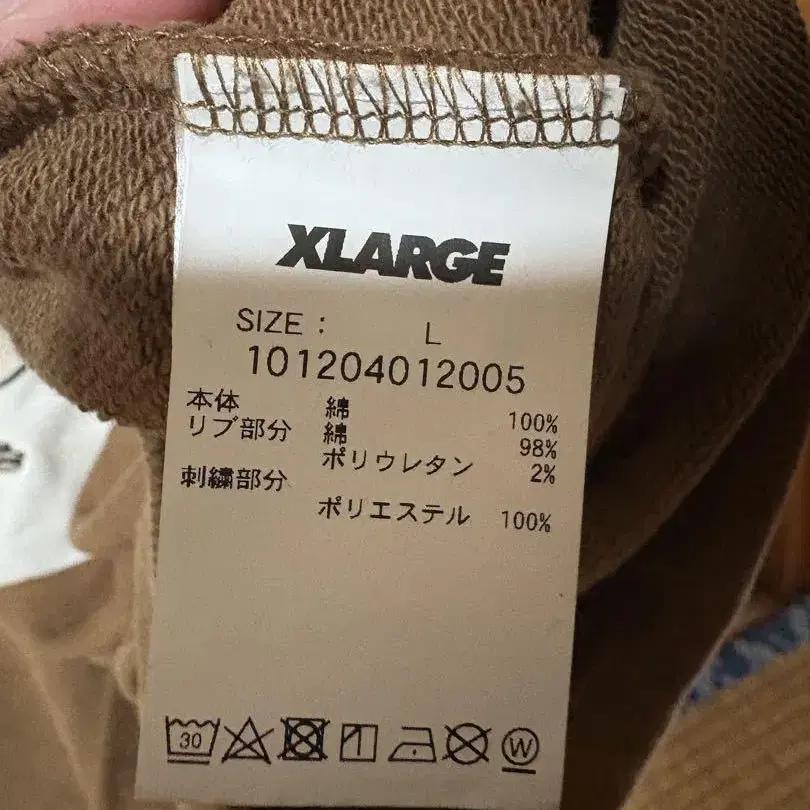 XLARGE
SIZE : L
101204012005
本体 綿 100%
リブ部分 綿 98%
ポリウレタン 2%
刺繍部分
ポリエステル 100%
30
W